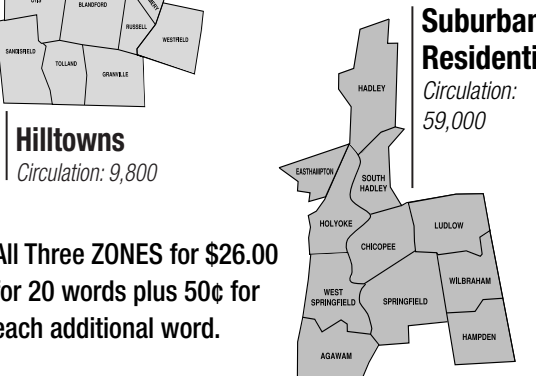 BLANDFORD
RUSSELL
WESTFIELD
SANDISFIELD
TOLLAND
GRANVILLE
Hilltowns
Circulation: 9,800
All Three ZONES for $26.00
for 20 words plus 50¢ for
each additional word.
Suburban
Residenti
Circulation:
59,000
HADLEY
EASTHAMPTON
SOUTH
HADLEY
HOLYOKE
CHICOPEE
LUDLOW
WEST
SPRINGFIELD
SPRINGFIELD
WILBRAHAM
HAMPDEN
AGAWAM